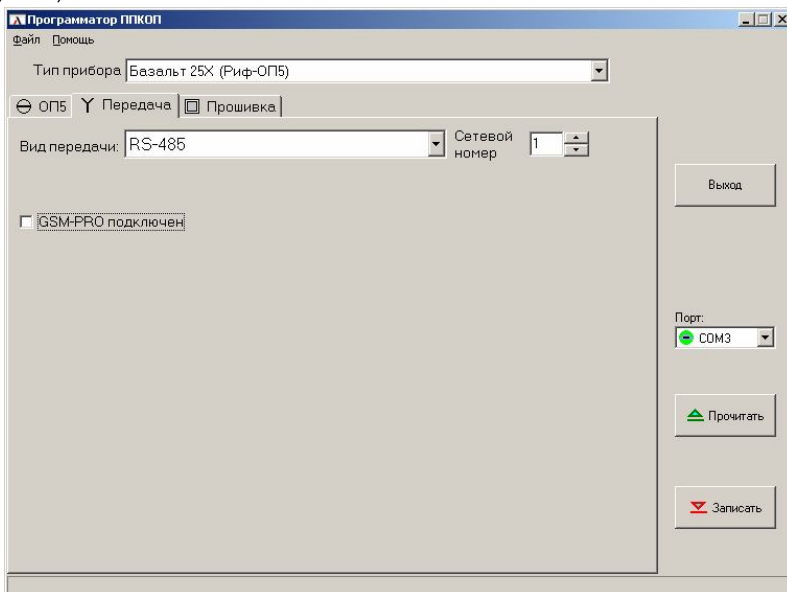 Программатор ППКОП
Файл Помощь
Тип прибора Базальт 25Х (Риф-ОП5)
ОП5 Передача Прошивка
Вид передачи: RS-485 Сетевой номер 1
GSM-PRO подключен
Выход
Порт:
COM3
Прочитать
Записать